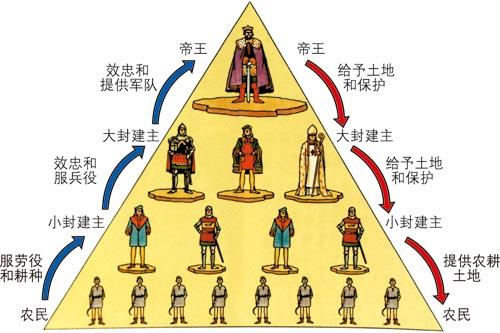 帝王
帝王
效忠和
提供军队
给予土地
和保护
大封建主
大封建主
效忠和
服兵役
给予土地
和保护
小封建主
小封建主
服劳役
和耕种
提供农耕
土地
农民
农民